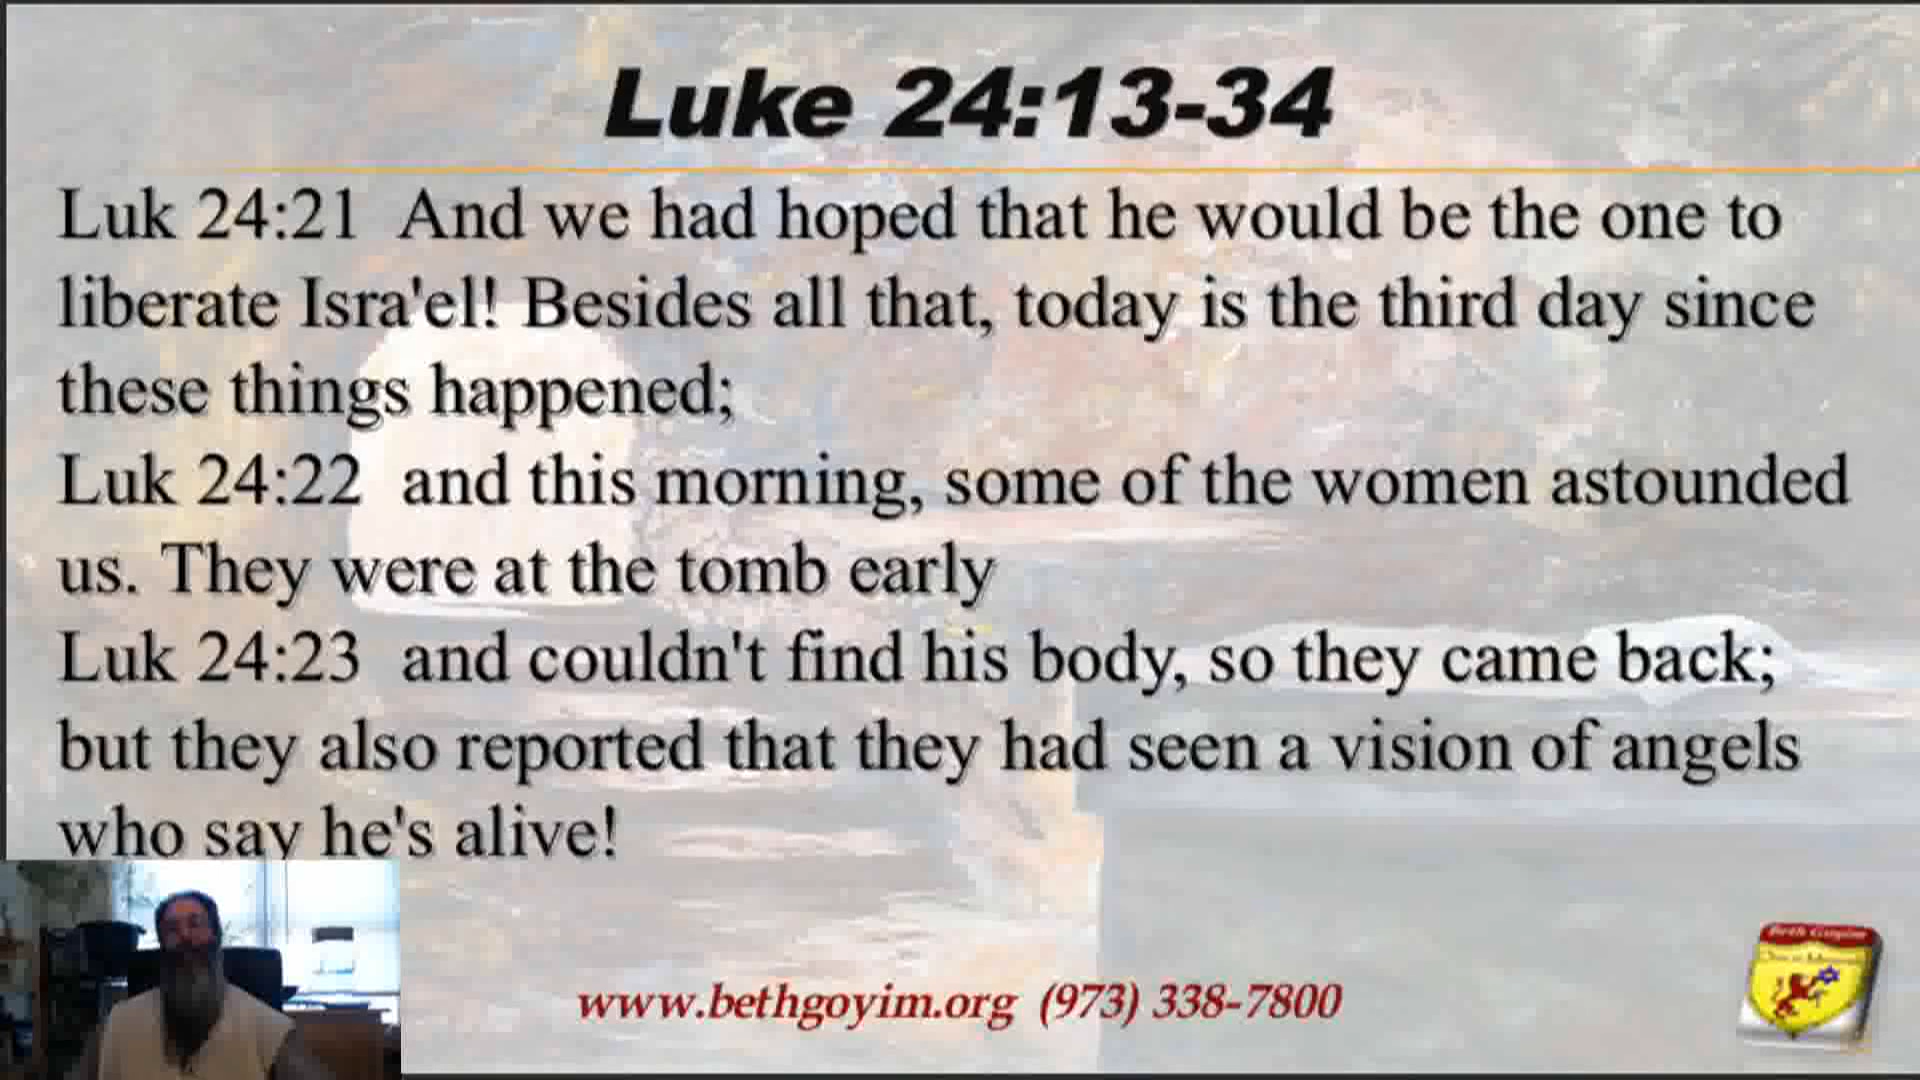 Luke 24:13-34
Luk 24:21  And we had hoped that he would be the one to
liberate Isra'el! Besides all that, today is the third day since
these things happened;
Luk 24:22  and this morning, some of the women astounded
us. They were at the tomb early
Luk 24:23  and couldn't find his body, so they came back;
but they also reported that they had seen a vision of angels
who say he's alive!
www.bethgoyim.org (973) 338-7800
Beth Goyim